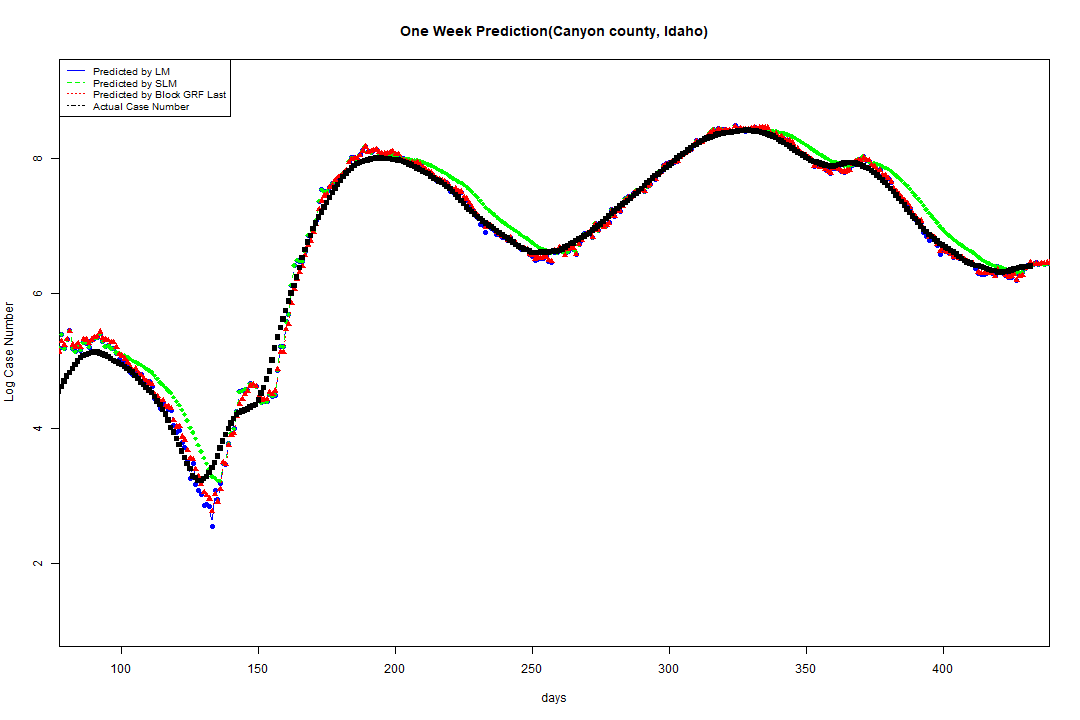 One Week Prediction(Canyon county, Idaho)
Predicted by LM
Predicted by SLM
Predicted by Block GRF Last
Actual Case Number
8
6
4
2
Log Case Number
100 150 200 250 300 350 400
days